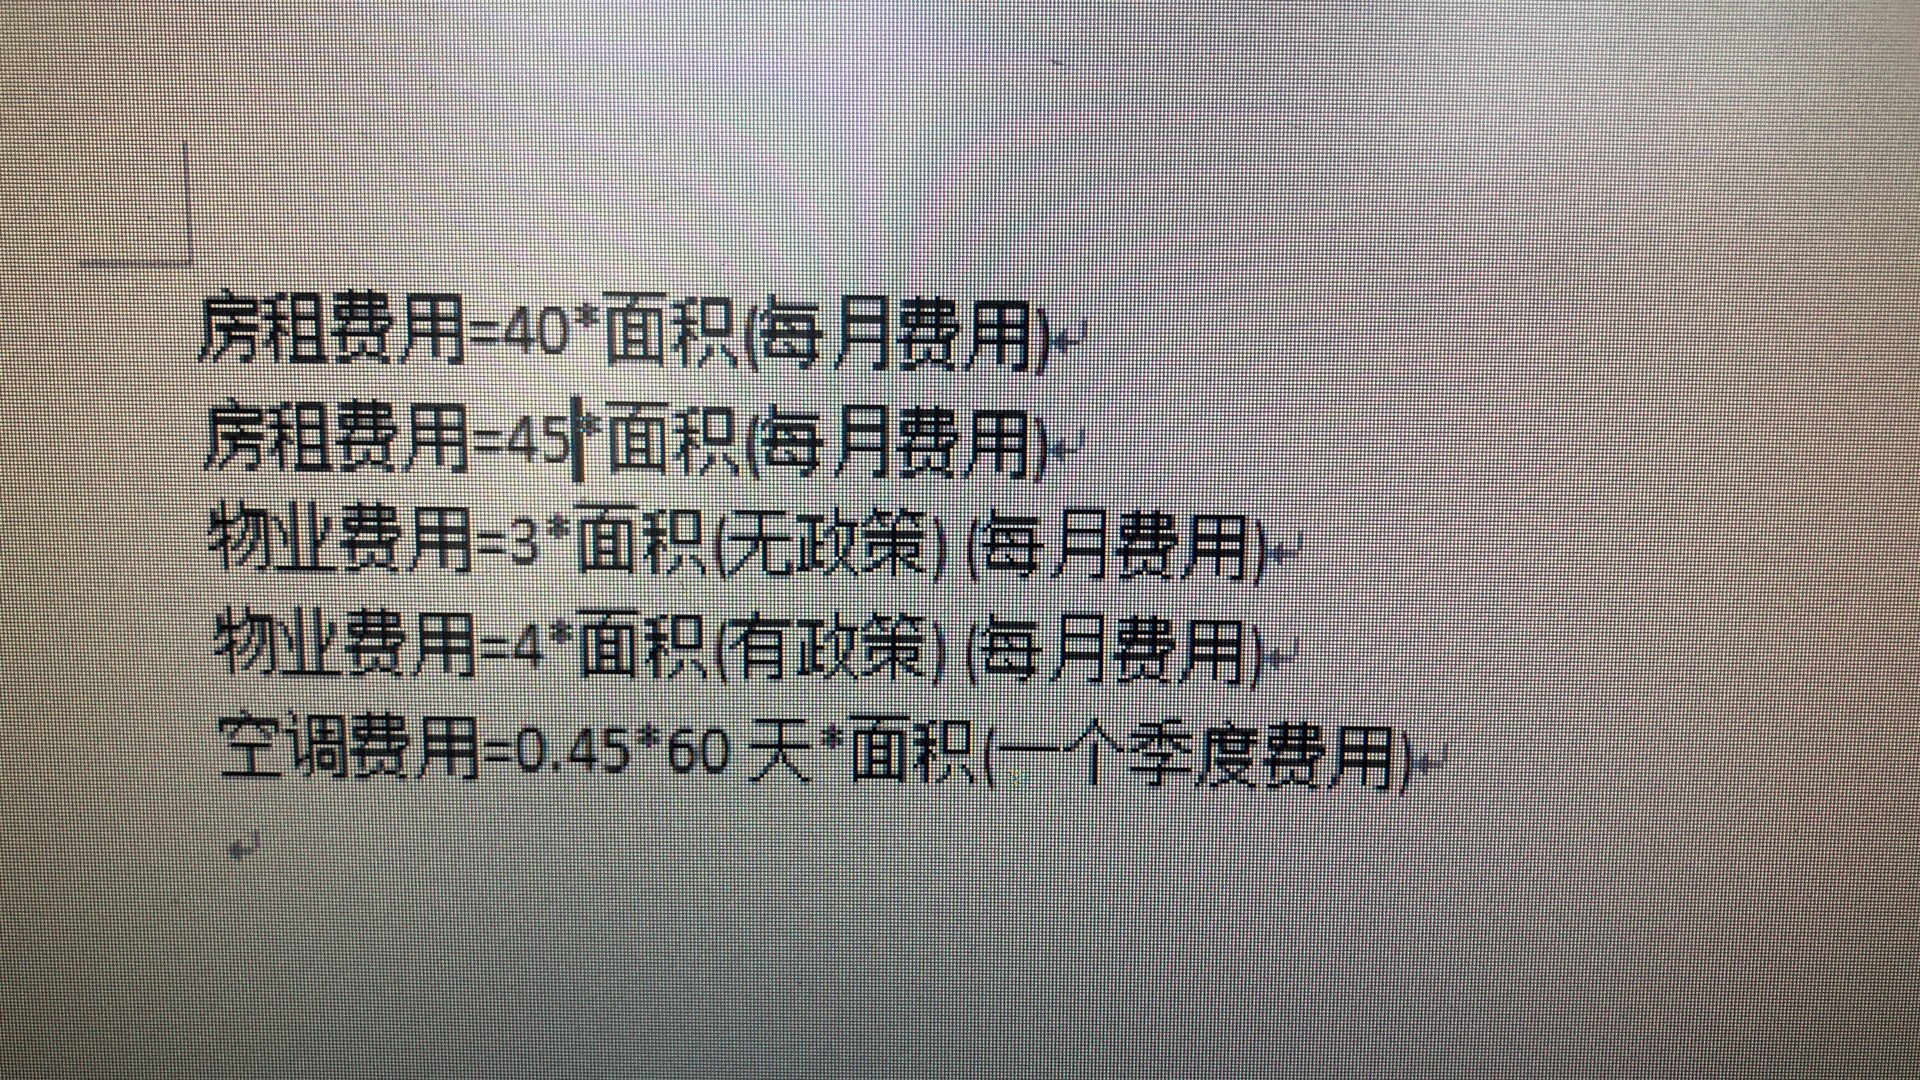 房租费用=40*面积(每月费用)
房租费用=45*面积(每月费用)
物业费用=3*面积(无政策) (每月费用)
物业费用=4*面积(有政策) (每月费用)
空调费用=0.45*60 天*面积(一个季度费用)